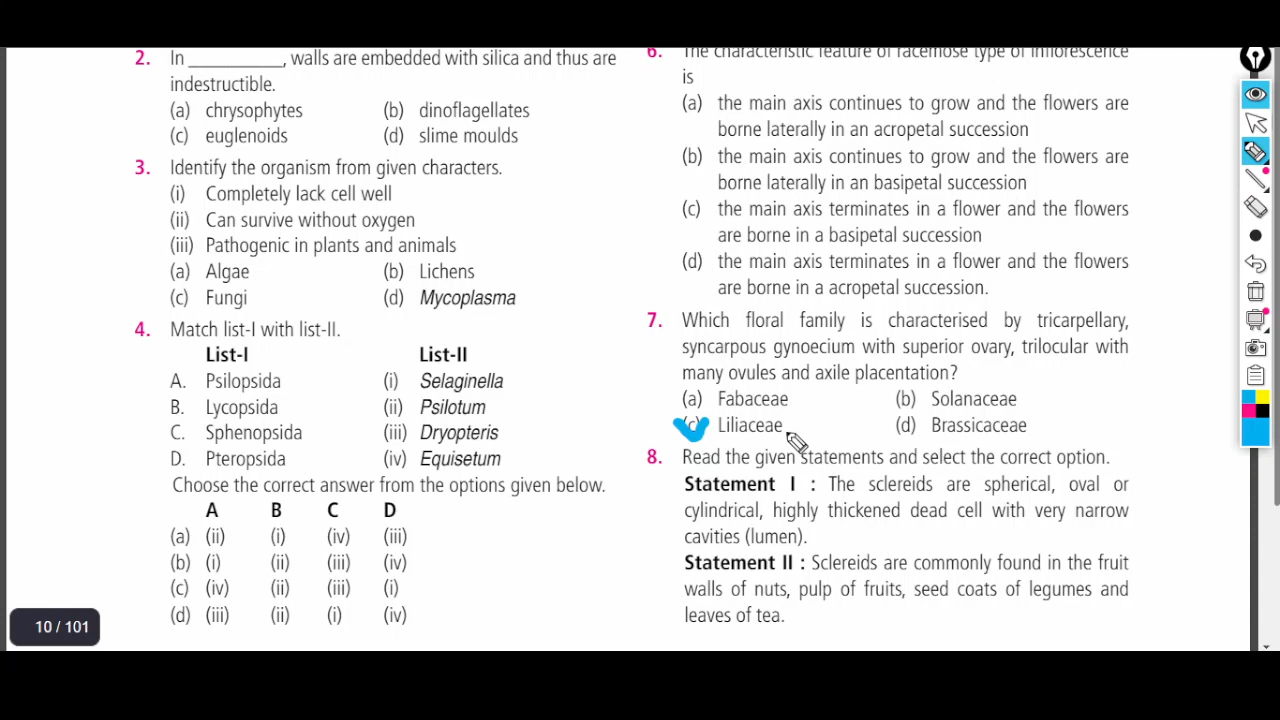 2. In __________, walls are embedded with silica and thus are
indestructible.
(a) chrysophytes (b) dinoflagellates
(c) euglenoids (d) slime moulds
3. Identify the organism from given characters.
(i) Completely lack cell well
(ii) Can survive without oxygen
(iii) Pathogenic in plants and animals
(a) Algae (b) Lichens
(c) Fungi (d) Mycoplasma
4. Match list-I with list-II.
List-I List-II
A. Psilopsida (i) Selaginella
B. Lycopsida (ii) Psilotum
C. Sphenopsida (iii) Dryopteris
D. Pteropsida (iv) Equisetum
Choose the correct answer from the options given below.
A B C D
(a) (ii) (i) (iv) (iii)
(b) (i) (ii) (iii) (iv)
(c) (iv) (ii) (iii) (i)
(d) (iii) (ii) (i) (iv)
6. The characteristic feature of racemose type of inflorescence
is
(a) the main axis continues to grow and the flowers are
borne laterally in an acropetal succession
(b) the main axis continues to grow and the flowers are
borne laterally in an basipetal succession
(c) the main axis terminates in a flower and the flowers
are borne in a basipetal succession
(d) the main axis terminates in a flower and the flowers
are borne in a acropetal succession.
7. Which floral family is characterised by tricarpellary,
syncarpous gynoecium with superior ovary, trilocular with
many ovules and axile placentation?
(a) Fabaceae (b) Solanaceae
(c) Liliaceae (d) Brassicaceae
8. Read the given statements and select the correct option.
Statement I : The sclereids are spherical, oval or
cylindrical, highly thickened dead cell with very narrow
cavities (lumen).
Statement II : Sclereids are commonly found in the fruit
walls of nuts, pulp of fruits, seed coats of legumes and
leaves of tea.
10 / 101